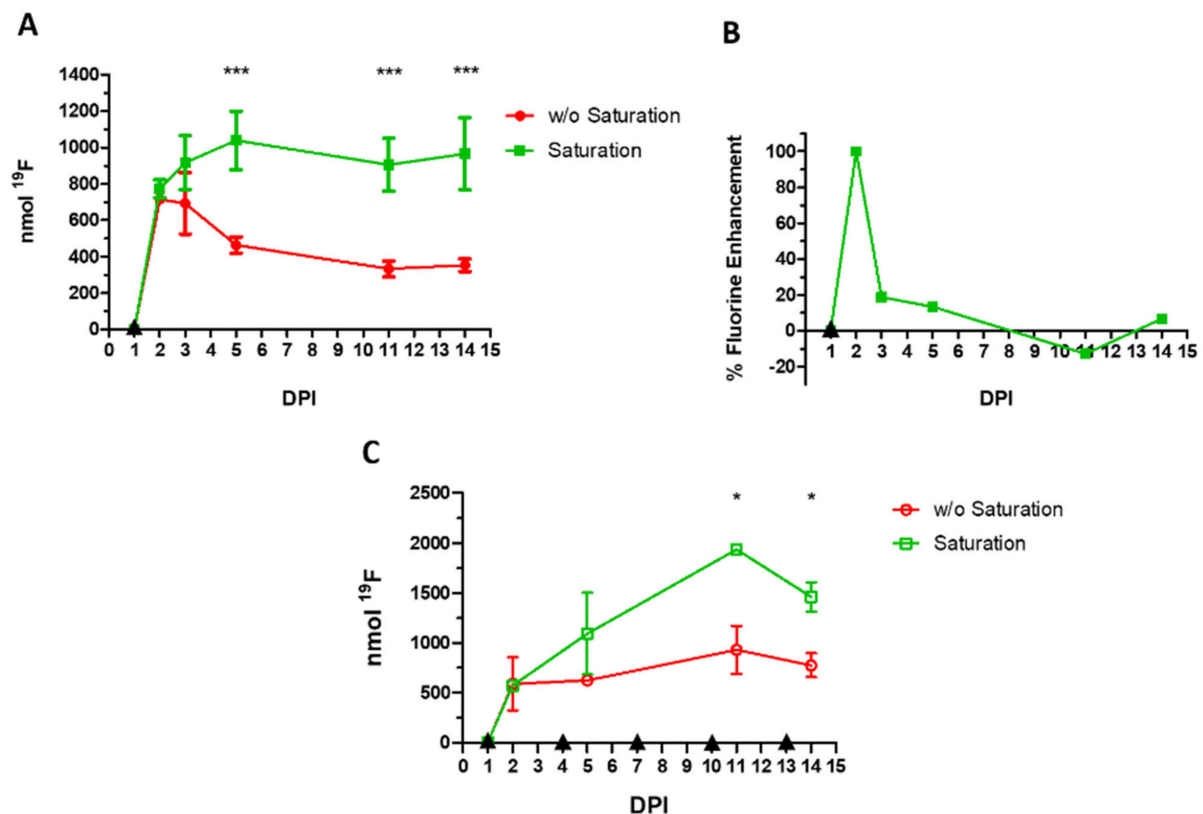 A
nmol ¹⁹F
1400
1200
1000
800
600
400
200
0
*** *** ***
0 1 2 3 4 5 6 7 8 9 10 11 12 13 14 15
DPI
w/o Saturation
Saturation
B
% Fluorine Enhancement
100
80
60
40
20
0
-20
1 2 3 4 5 6 7 8 9 10 11 12 13 14 15
DPI
C
nmol ¹⁹F
2500
2000
1500
1000
500
0
* *
0 1 2 3 4 5 6 7 8 9 10 11 12 13 14 15
DPI
w/o Saturation
Saturation